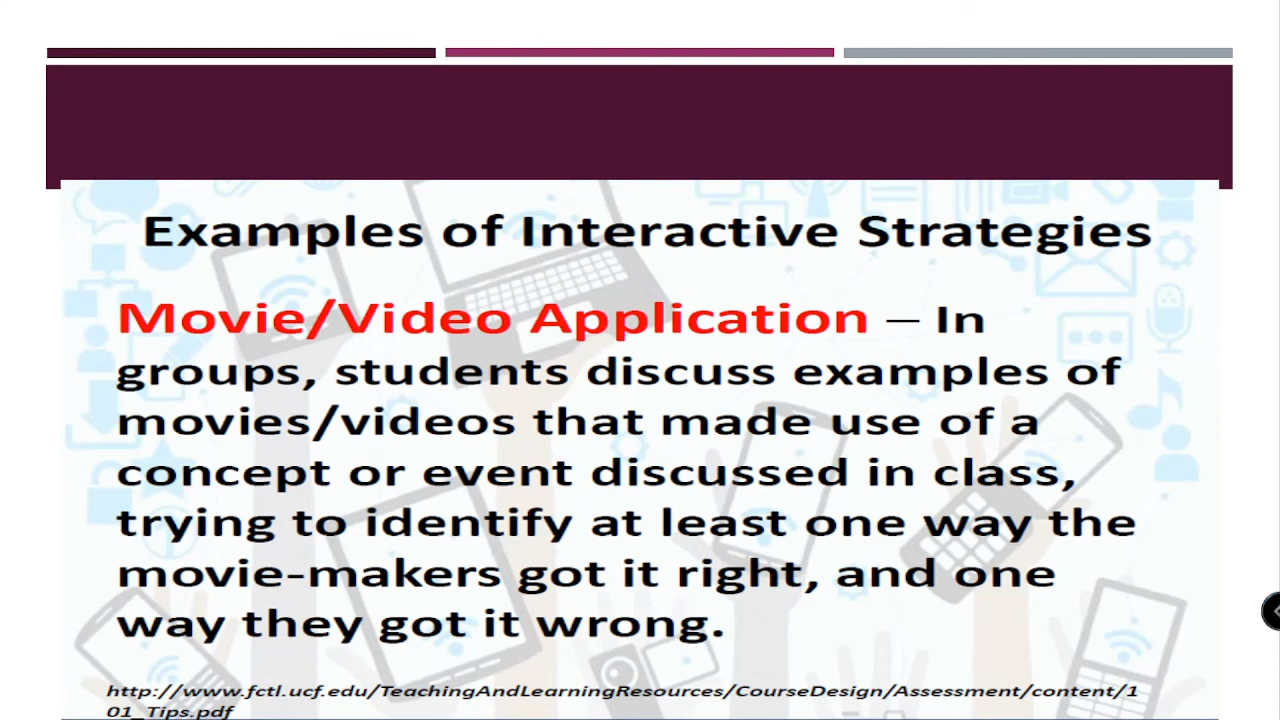 Examples of Interactive Strategies
Movie/Video Application – In
groups, students discuss examples of
movies/videos that made use of a
concept or event discussed in class,
trying to identify at least one way the
movie-makers got it right, and one
way they got it wrong.
http://www.fctl.ucf.edu/TeachingAndLearningResources/CourseDesign/Assessment/content/1
01_Tips.pdf